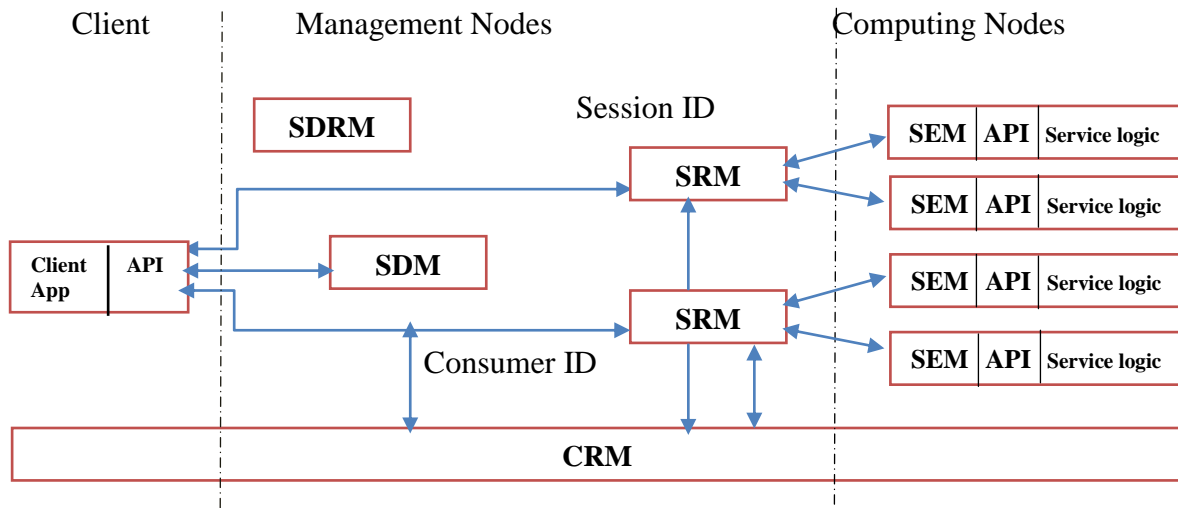 Client
Management Nodes
Computing Nodes
SDRM
Session ID
SRM
SEM API Service logic
SEM API Service logic
Client
App
API
SDM
SRM
SEM API Service logic
SEM API Service logic
Consumer ID
CRM